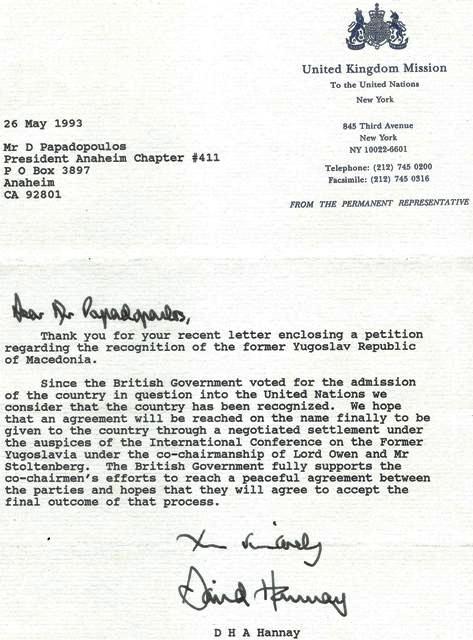 United Kingdom Mission
To the United Nations
New York
845 Third Avenue
New York
NY 10022-6601
Telephone: (212) 745 0200
Facsimile: (212) 745 0316
FROM THE PERMANENT REPRESENTATIVE
26 May 1993
Mr D Papadopoulos
President Anaheim Chapter #411
P O Box 3897
Anaheim
CA 92801
Dear Mr Papadopoulos,
Thank you for your recent letter enclosing a petition
regarding the recognition of the former Yugoslav Republic
of Macedonia.
Since the British Government voted for the admission
of the country in question into the United Nations we
consider that the country has been recognized. We hope
that an agreement will be reached on the name finally to be
given to the country through a negotiated settlement under
the auspices of the International Conference on the Former
Yugoslavia under the co-chairmanship of Lord Owen and Mr
Stoltenberg. The British Government fully supports the
co-chairmen's efforts to reach a peaceful agreement between
the parties and hopes that they will agree to accept the
final outcome of that process.
sincerely
David Hannay
D H A Hannay